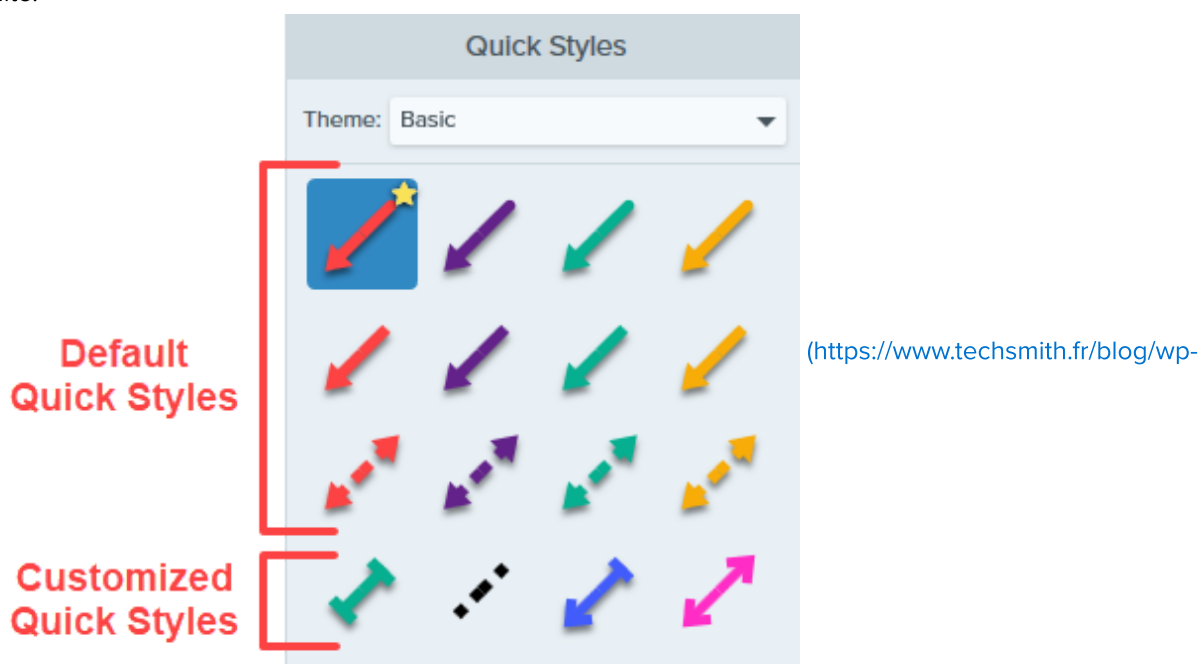 Quick Styles
Theme: Basic
Default
Quick Styles
(https://www.techsmith.fr/blog/wp-
Customized
Quick Styles